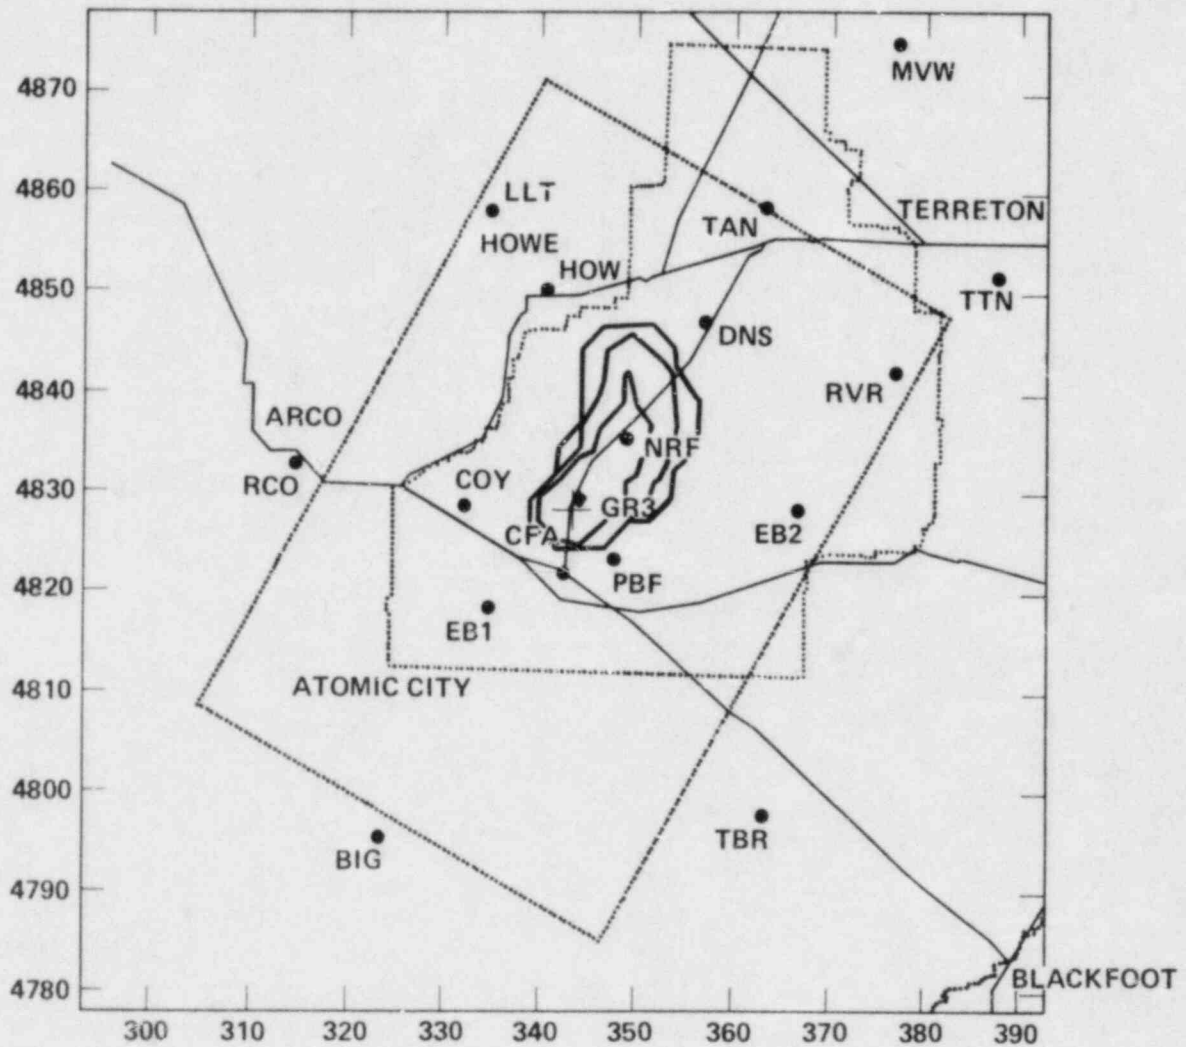 MVW
4870
4860
LLT
TERRETON
TAN
HOWE
HOW
4850
TTN
DNS
4840
RVR
ARCO
NRF
RCO
COY
4830
GR3
CFA
EB2
4820
PBF
EB1
4810
ATOMIC CITY
4800
TBR
BIG
4790
4780
BLACKFOOT
300 310 320 330 340 350 360 370 380 390